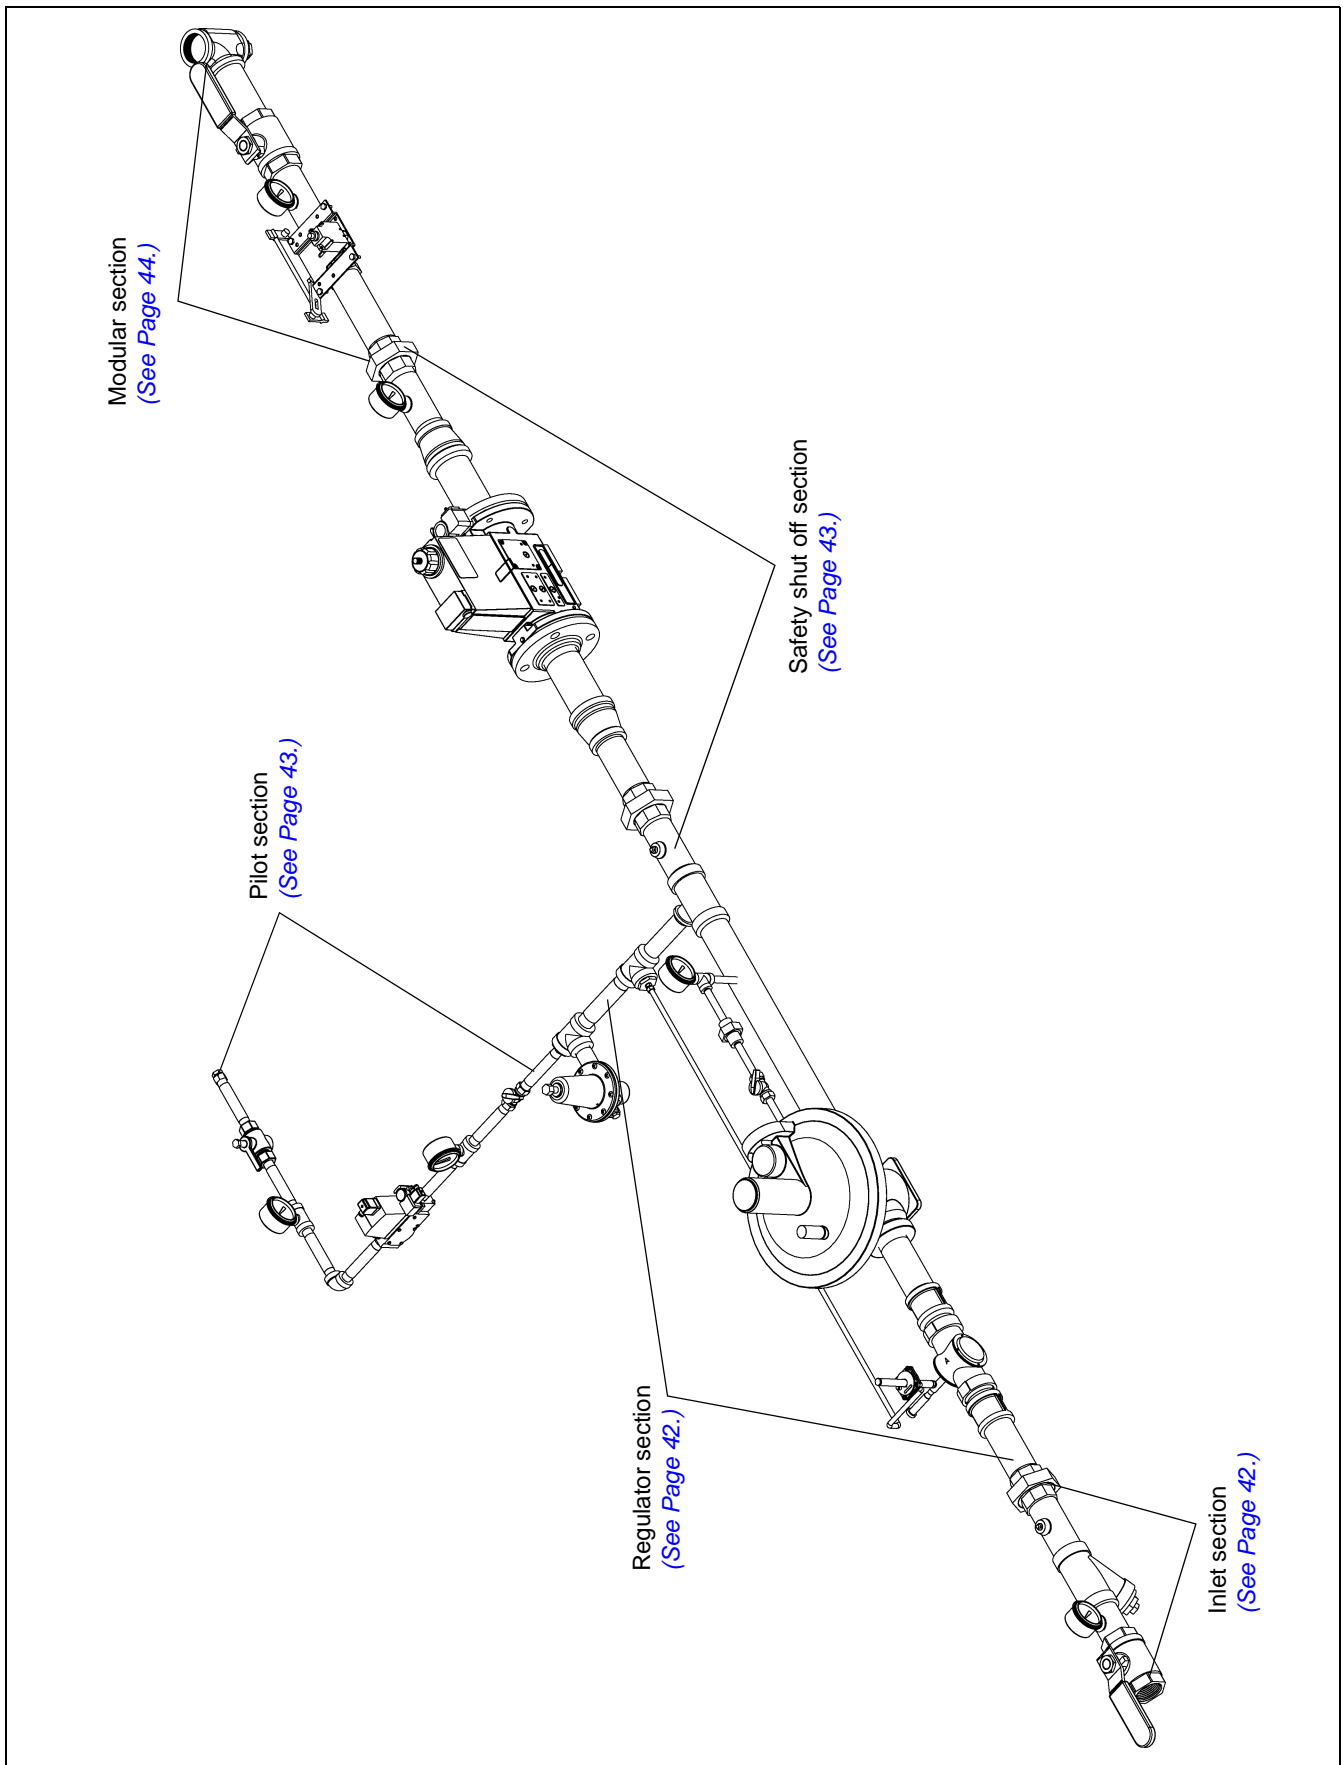 Modular section
(See Page 44.)
Safety shut off section
(See Page 43.)
Pilot section
(See Page 43.)
Regulator section
(See Page 42.)
Inlet section
(See Page 42.)
A